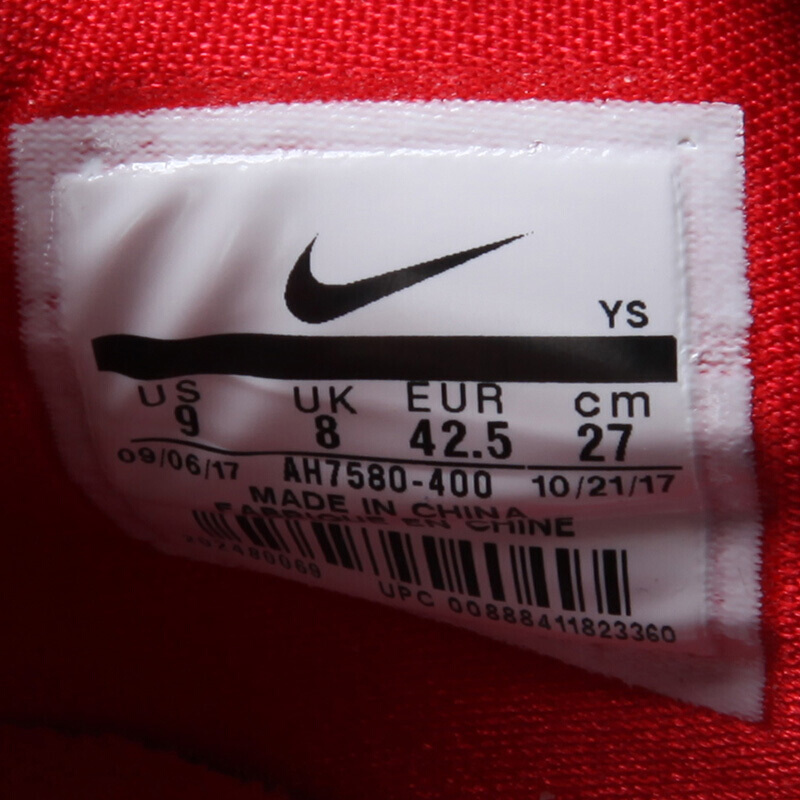 YS
US UK EUR cm
9 8 42.5 27
09/06/17 AH7580-400 10/21/17
MADE IN CHINA
FABRIQUE EN CHINE
202480069
UPC 00888411823360